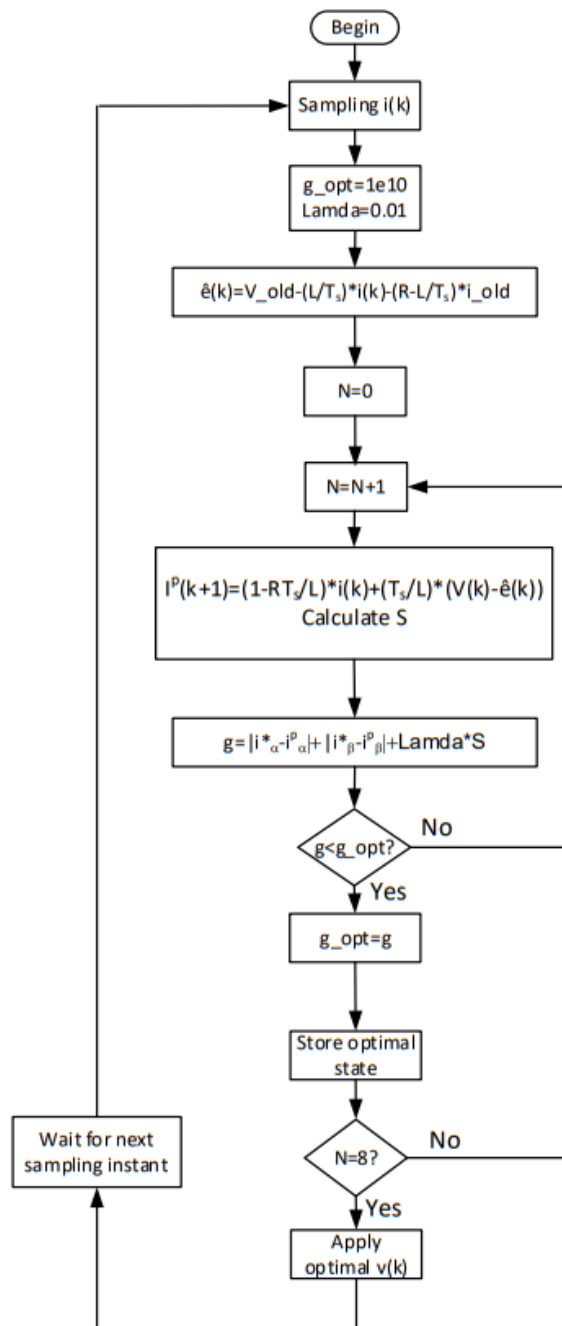 Begin
Sampling i(k)
g_opt=1e10
Lamda=0.01
ê(k)=V_old-(L/Tₛ)*i(k)-(R-L/Tₛ)*i_old
N=0
N=N+1
Iᵖ(k+1)=(1-RTₛ/L)*i(k)+(Tₛ/L)*(V(k)-ê(k))
Calculate S
g=|i*α-iᵖα|+|i*β-iᵖβ|+Lamda*S
g<g_opt?
No
Yes
g_opt=g
Store optimal
state
N=8?
No
Yes
Apply
optimal v(k)
Wait for next
sampling instant